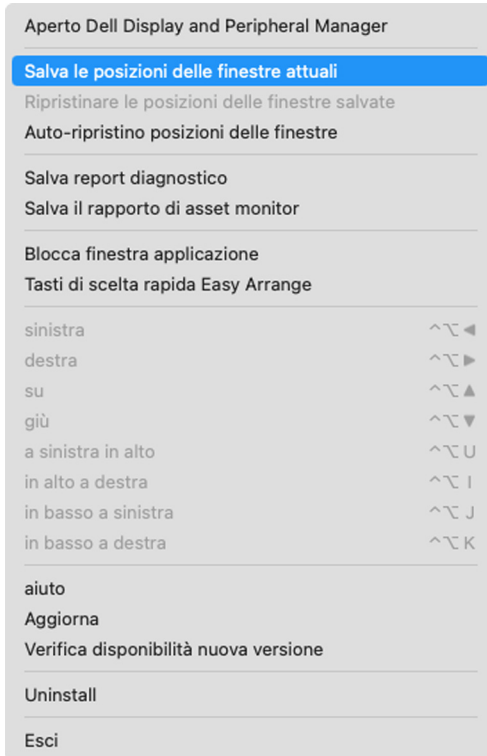 Aperto Dell Display and Peripheral Manager
Salva le posizioni delle finestre attuali
Ripristinare le posizioni delle finestre salvate
Auto-ripristino posizioni delle finestre
Salva report diagnostico
Salva il rapporto di asset monitor
Blocca finestra applicazione
Tasti di scelta rapida Easy Arrange
sinistra ^⌥◀
destra ^⌥▶
su ^⌥▲
giù ^⌥▼
a sinistra in alto ^⌥U
in alto a destra ^⌥I
in basso a sinistra ^⌥J
in basso a destra ^⌥K
aiuto
Aggiorna
Verifica disponibilità nuova versione
Uninstall
Esci